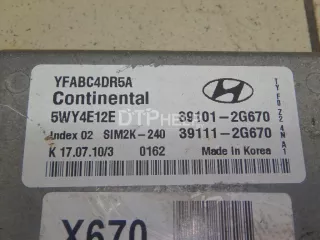 YFABC4DR5A
Continental
5WY4E12E 39101-2G670
Index 02 SIM2K-240 39111-2G670
K 17.07.10/3 0162 Made in Korea
X670